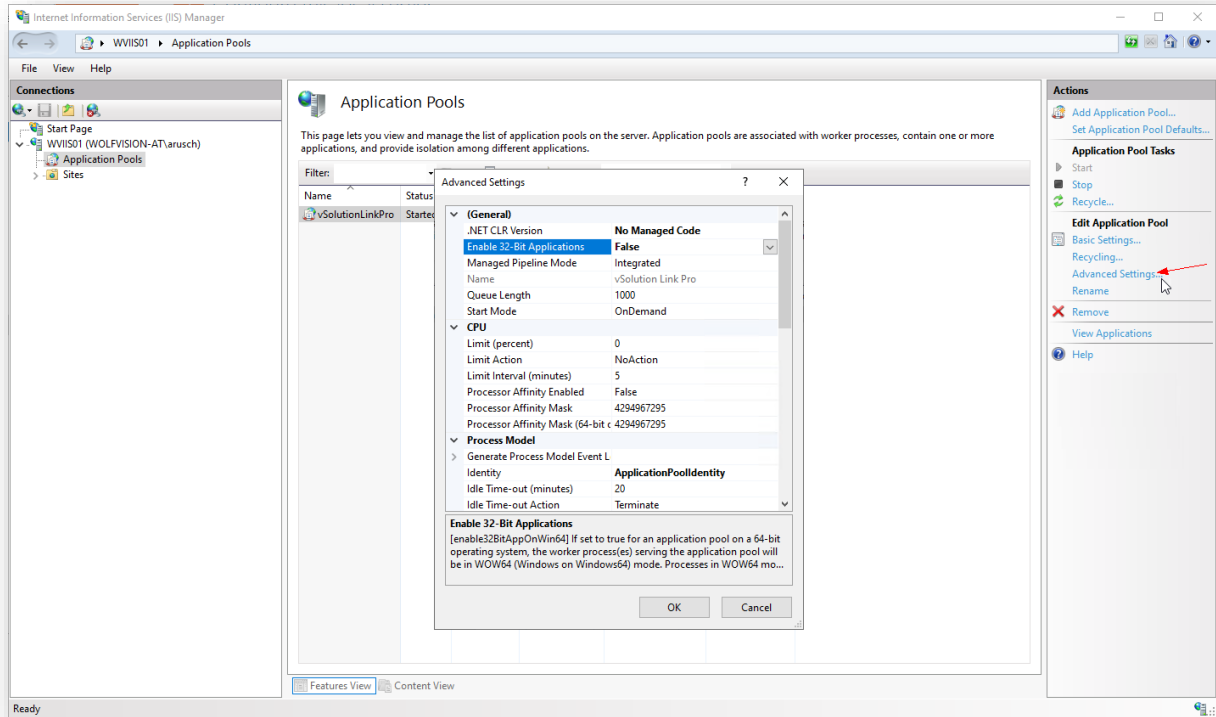 Internet Information Services (IIS) Manager
WVIIS01 Application Pools
File View Help
Connections
Start Page
WVIIS01 (WOLFVISION-AT\arusch)
Application Pools
Sites
Application Pools
This page lets you view and manage the list of application pools on the server. Application pools are associated with worker processes, contain one or more
applications, and provide isolation among different applications.
Filter:
Name Status
vSolutionLinkPro Started
Advanced Settings ?
(General)
.NET CLR Version No Managed Code
Enable 32-Bit Applications False
Managed Pipeline Mode Integrated
Name vSolution Link Pro
Queue Length 1000
Start Mode OnDemand
CPU
Limit (percent) 0
Limit Action NoAction
Limit Interval (minutes) 5
Processor Affinity Enabled False
Processor Affinity Mask 4294967295
Processor Affinity Mask (64-bit c 4294967295
Process Model
Generate Process Model Event L
Identity ApplicationPoolIdentity
Idle Time-out (minutes) 20
Idle Time-out Action Terminate
Enable 32-Bit Applications
[enable32BitAppOnWin64] If set to true for an application pool on a 64-bit
operating system, the worker process(es) serving the application pool will
be in WOW64 (Windows on Windows64) mode. Processes in WOW64 mo...
OK Cancel
Features View Content View
Actions
Add Application Pool...
Set Application Pool Defaults...
Application Pool Tasks
Start
Stop
Recycle...
Edit Application Pool
Basic Settings...
Recycling...
Advanced Settings...
Rename
Remove
View Applications
Help
Ready